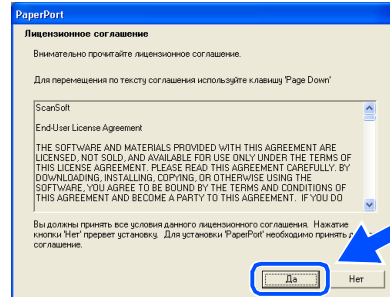 PaperPort
Лицензионное соглашение
Внимательно прочитайте лицензионное соглашение.
Для перемещения по тексту соглашения используйте клавишу 'Page Down'
ScanSoft
End-User License Agreement
THE SOFTWARE AND MATERIALS PROVIDED WITH THIS AGREEMENT ARE
LICENSED, NOT SOLD, AND AVAILABLE FOR USE ONLY UNDER THE TERMS OF
THIS LICENSE AGREEMENT. PLEASE READ THIS AGREEMENT CAREFULLY. BY
DOWNLOADING, INSTALLING, COPYING, OR OTHERWISE USING THE
SOFTWARE, YOU AGREE TO BE BOUND BY THE TERMS AND CONDITIONS OF
THIS AGREEMENT AND BECOME A PARTY TO THIS AGREEMENT. IF YOU DO
Вы должны принять все условия данного лицензионного соглашения. Нажатие
кнопки 'Нет' прервет установку. Для установки 'PaperPort' необходимо принять
соглашение.
Да
Нет